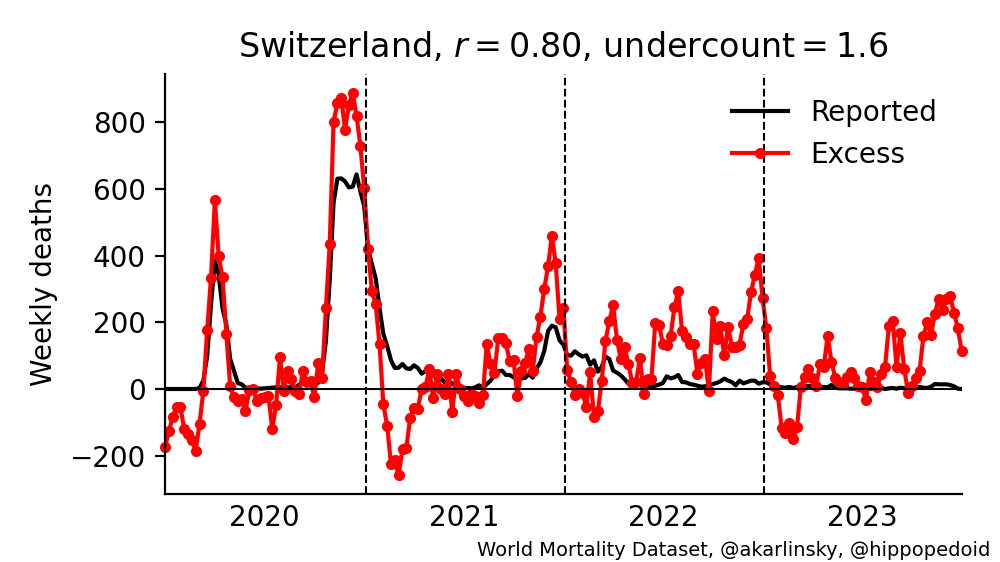 Switzerland, r = 0.80, undercount = 1.6
Weekly deaths
800
600
400
200
0
−200
Reported
Excess
2020
2021
2022
2023
World Mortality Dataset, @akarlinsky, @hippopedoid